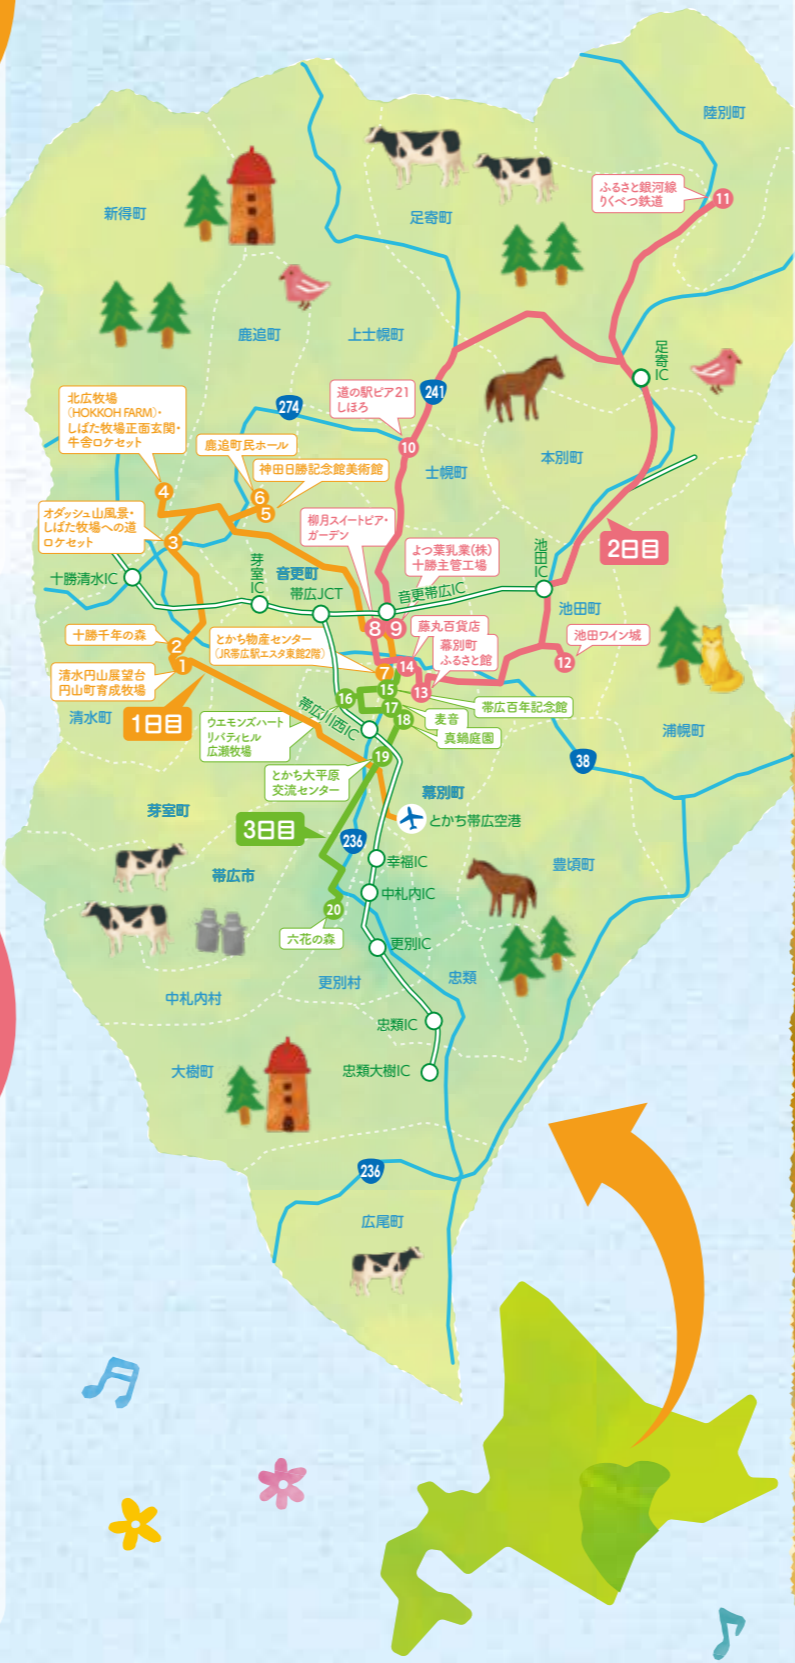 陸別町
ふるさと銀河線
りくべつ鉄道
11
新得町
足寄町
鹿追町
上士幌町
足寄IC
北広牧場
(HOKKOH FARM)・
しばた牧場正面玄関・
牛舎ロケセット
4
274
道の駅ピア21
しほろ
241
10
鹿追町民ホール
6
神田日勝記念館美術館
5
士幌町
本別町
オダッシュ山風景・
しばた牧場への道
ロケセット
3
柳月スイートピア・
ガーデン
よつ葉乳業(株)
十勝主管工場
2日目
十勝清水IC
芽室IC
音更町
帯広JCT
音更帯広IC
池田IC
池田町
8
9
十勝千年の森
2
とかち物産センター
(JR帯広駅エスタ東館2階)
7
藤丸百貨店
14
幕別町
ふるさと館
13
池田ワイン城
12
清水円山展望台
円山町育成牧場
1
1日目
清水町
15
帯広百年記念館
16
ウエモンズハート
リバティヒル
広瀬牧場
帯広川西IC
17
麦音
18
真鍋庭園
浦幌町
19
とかち大平原
交流センター
38
芽室町
幕別町
とかち帯広空港
3日目
236
豊頃町
帯広市
幸福IC
中札内IC
20
六花の森
更別IC
更別村
忠類
中札内村
忠類IC
大樹町
忠類大樹IC
236
広尾町